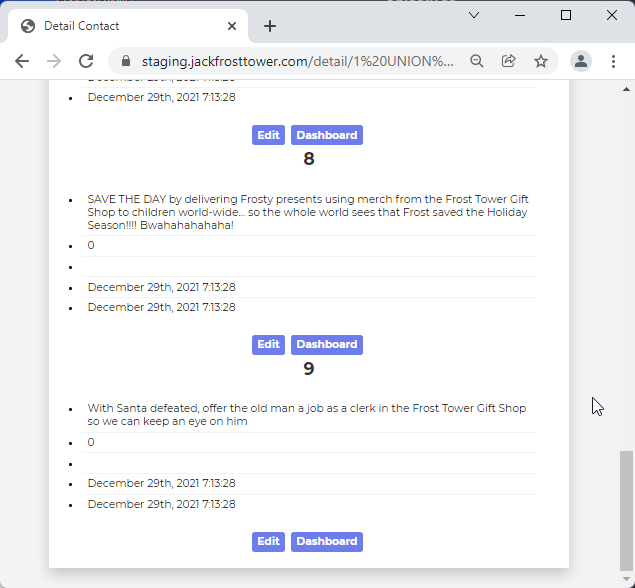 Detail Contact
staging.jackfrosttower.com/detail/1%20UNION%...
December 29th, 2021 7:13:28
Edit Dashboard
8
SAVE THE DAY by delivering Frosty presents using merch from the Frost Tower Gift
Shop to children world-wide... so the whole world sees that Frost saved the Holiday
Season!!!! Bwahahahahaha!
0
December 29th, 2021 7:13:28
December 29th, 2021 7:13:28
Edit Dashboard
9
With Santa defeated, offer the old man a job as a clerk in the Frost Tower Gift Shop
so we can keep an eye on him
0
December 29th, 2021 7:13:28
December 29th, 2021 7:13:28
Edit Dashboard